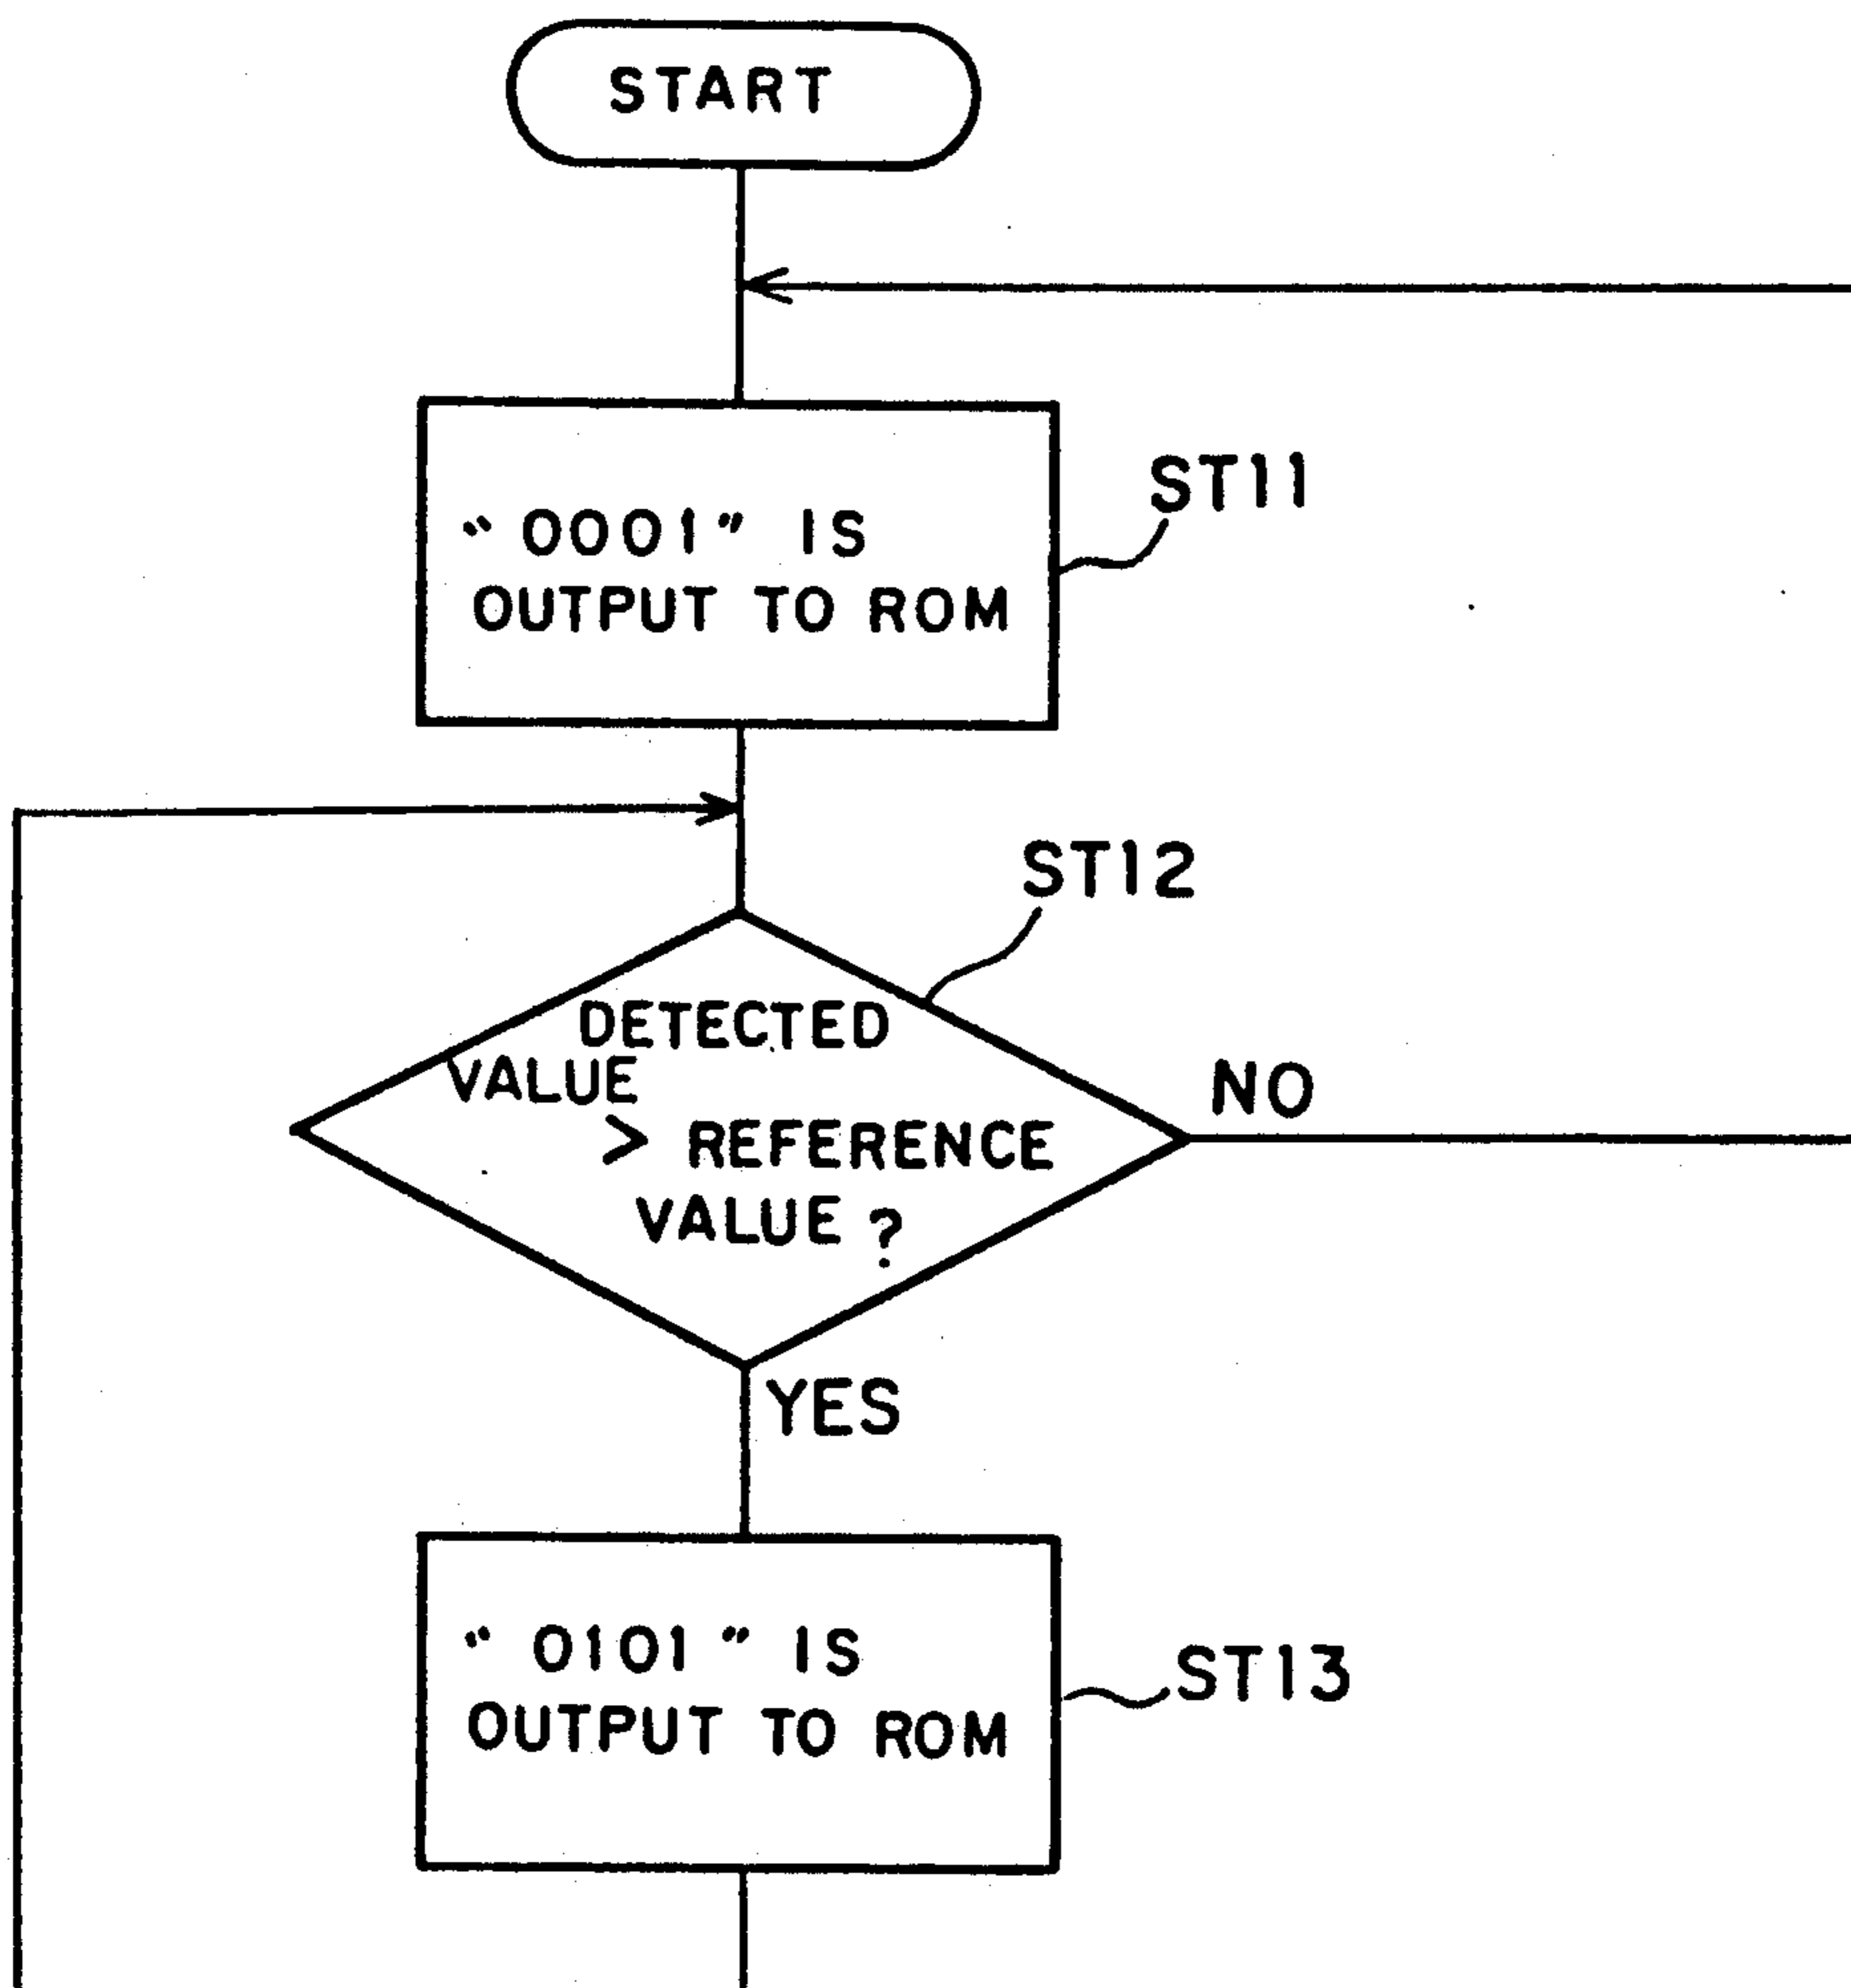 START
“0001” IS
OUTPUT TO ROM
ST11
ST12
DETECTED
VALUE
> REFERENCE
VALUE ?
NO
YES
“ 0101 ” IS
OUTPUT TO ROM
ST13